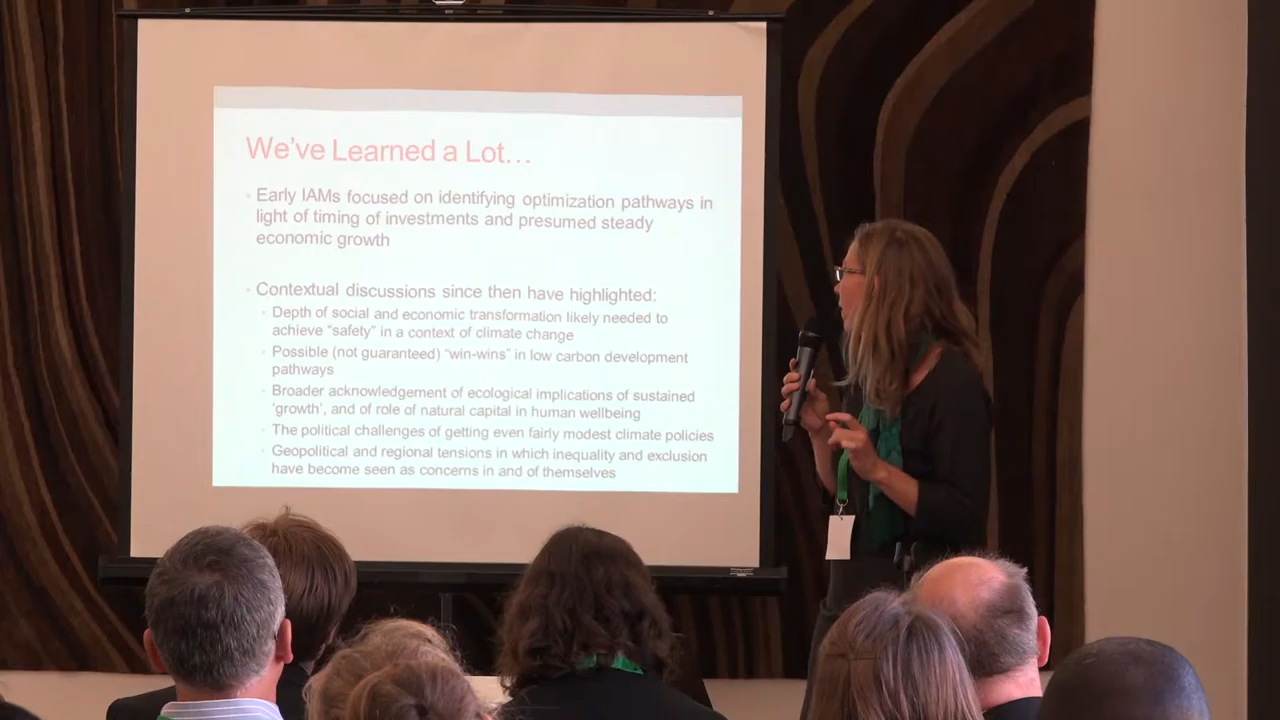 We've Learned a Lot…
Early IAMs focused on identifying optimization pathways in
light of timing of investments and presumed steady
economic growth
Contextual discussions since then have highlighted:
Depth of social and economic transformation likely needed to
achieve "safety" in a context of climate change
Possible (not guaranteed) "win-wins" in low carbon development
pathways
Broader acknowledgement of ecological implications of sustained
'growth', and of role of natural capital in human wellbeing
The political challenges of getting even fairly modest climate policies
Geopolitical and regional tensions in which inequality and exclusion
have become seen as concerns in and of themselves